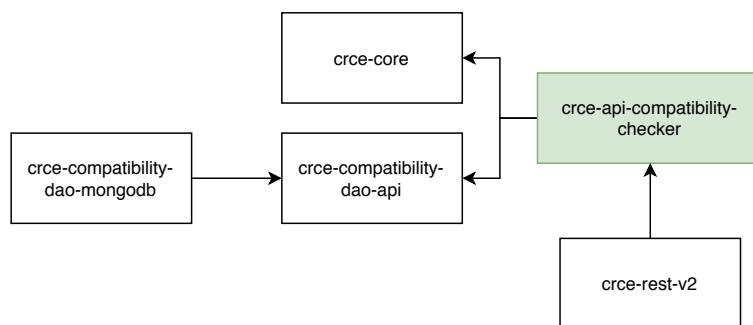 crce-core
crce-api-compatibility-
checker
crce-compatibility-
dao-mongodb
crce-compatibility-
dao-api
crce-rest-v2